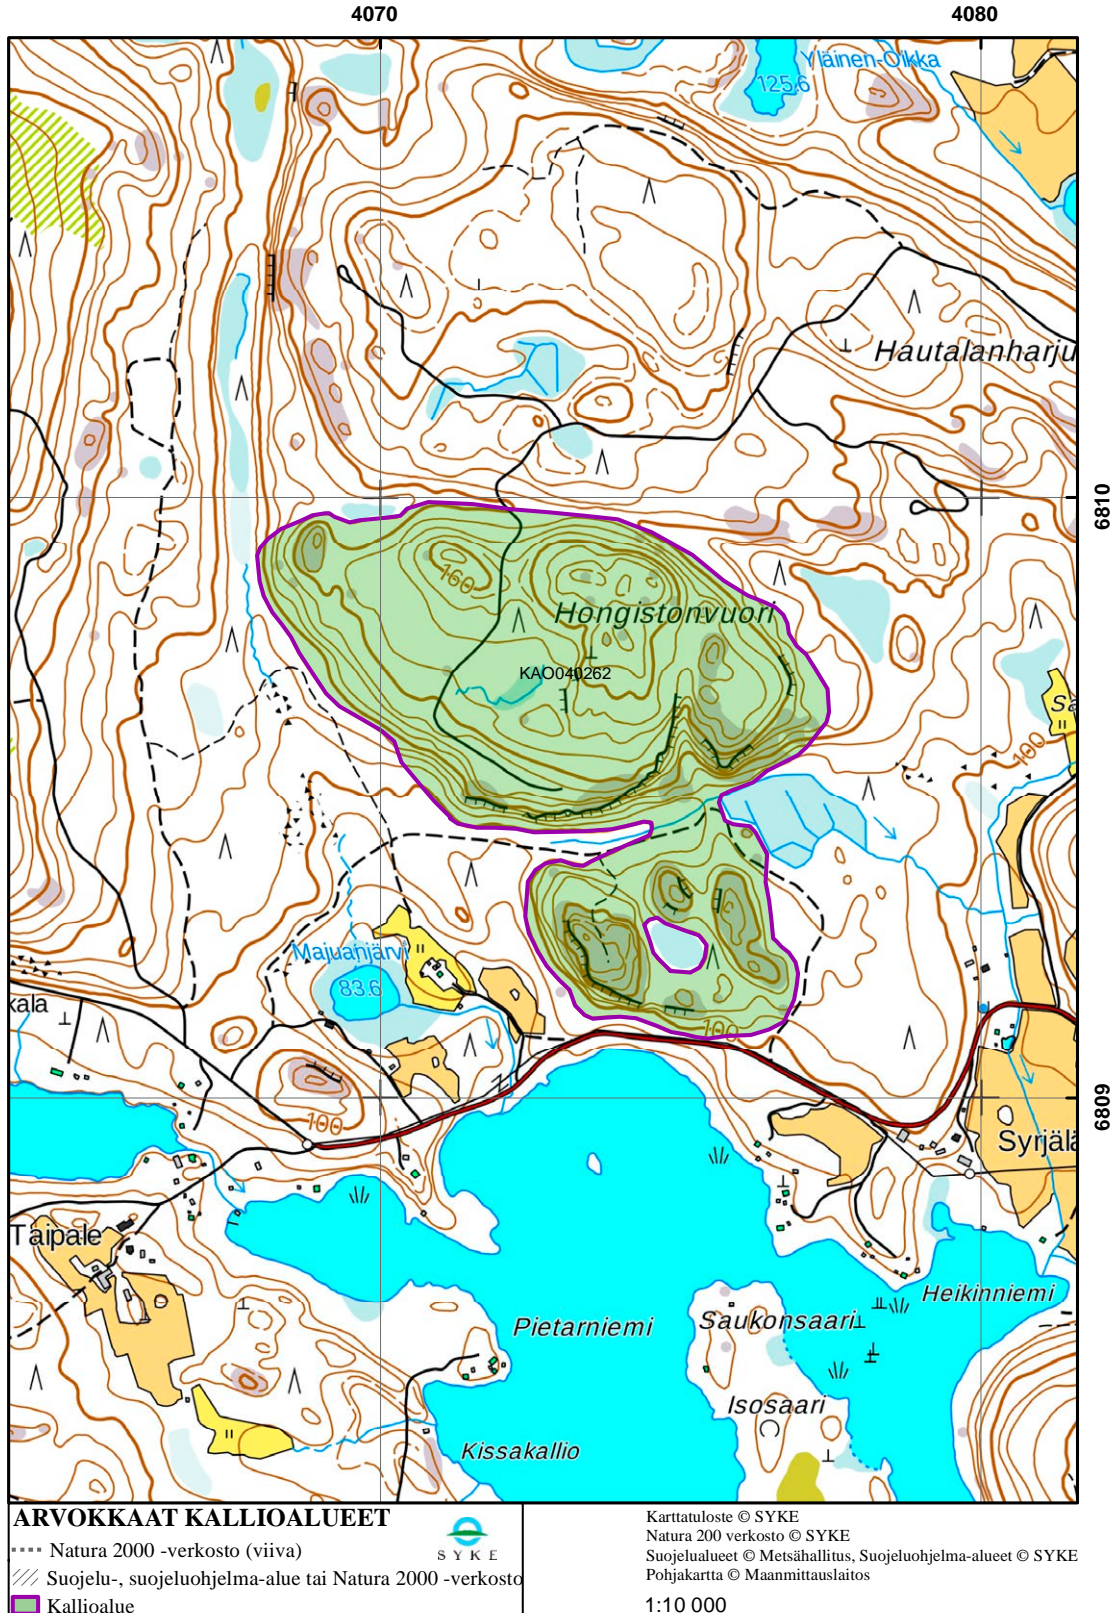 4070
4080
Yläinen-Olkka
125.6
Hautalanharju
6810
160
Hongistonvuori
KAO040262
100
Majuanjärvi
83.6
100
6809
100
Syrjälä
Taipale
Heikinniemi
Pietarniemi
Saukonsaari
Isosaari
Kissakallio
ARVOKKAAT KALLIOALUEET
Natura 2000 -verkosto (viiva)
Suojelu-, suojeluohjelma-alue tai Natura 2000 -verkosto
Kallioalue
SYKE
Karttatuloste © SYKE
Natura 200 verkosto © SYKE
Suojelualueet © Metsähallitus, Suojeluohjelma-alueet © SYKE
Pohjakartta © Maanmittauslaitos
1:10 000